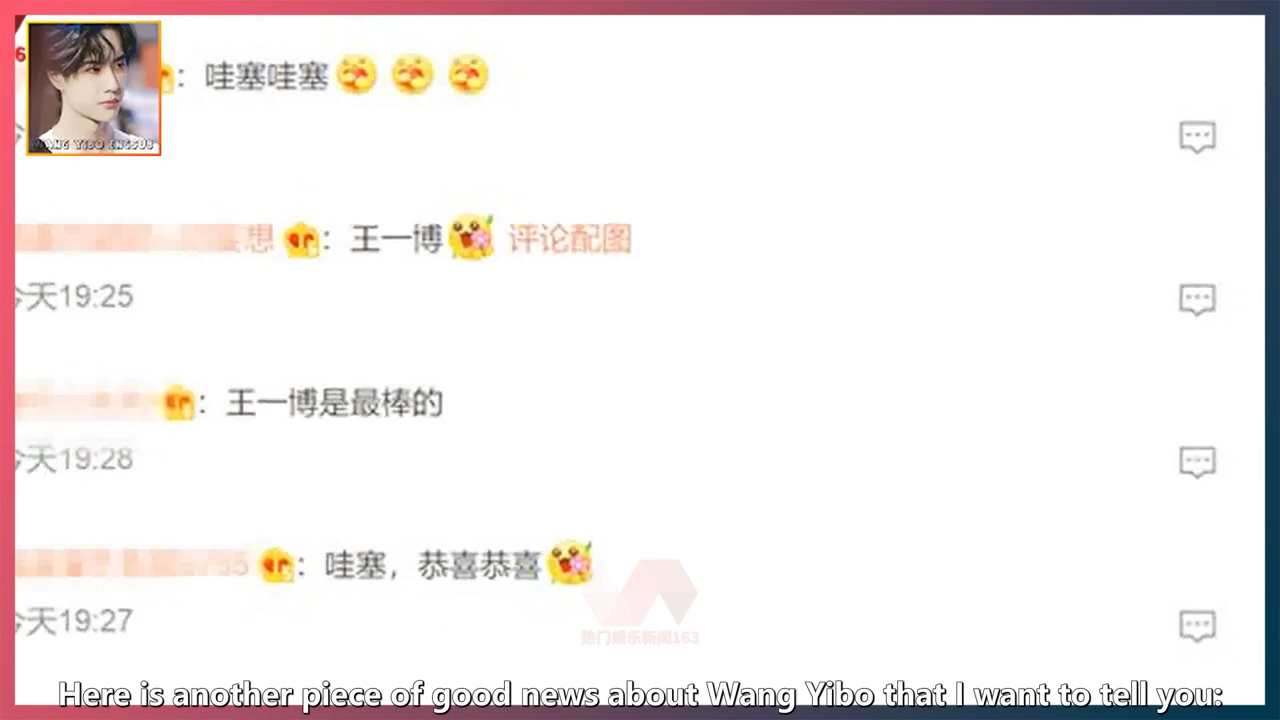 6
WANG YIBO ENGSUB
: 哇塞哇塞
想 : 王一博 评论配图
今天19:25
: 王一博是最棒的
今天19:28
: 哇塞，恭喜恭喜
今天19:27
热门娱乐新闻163
Here is another piece of good news about Wang Yibo that I want to tell you: